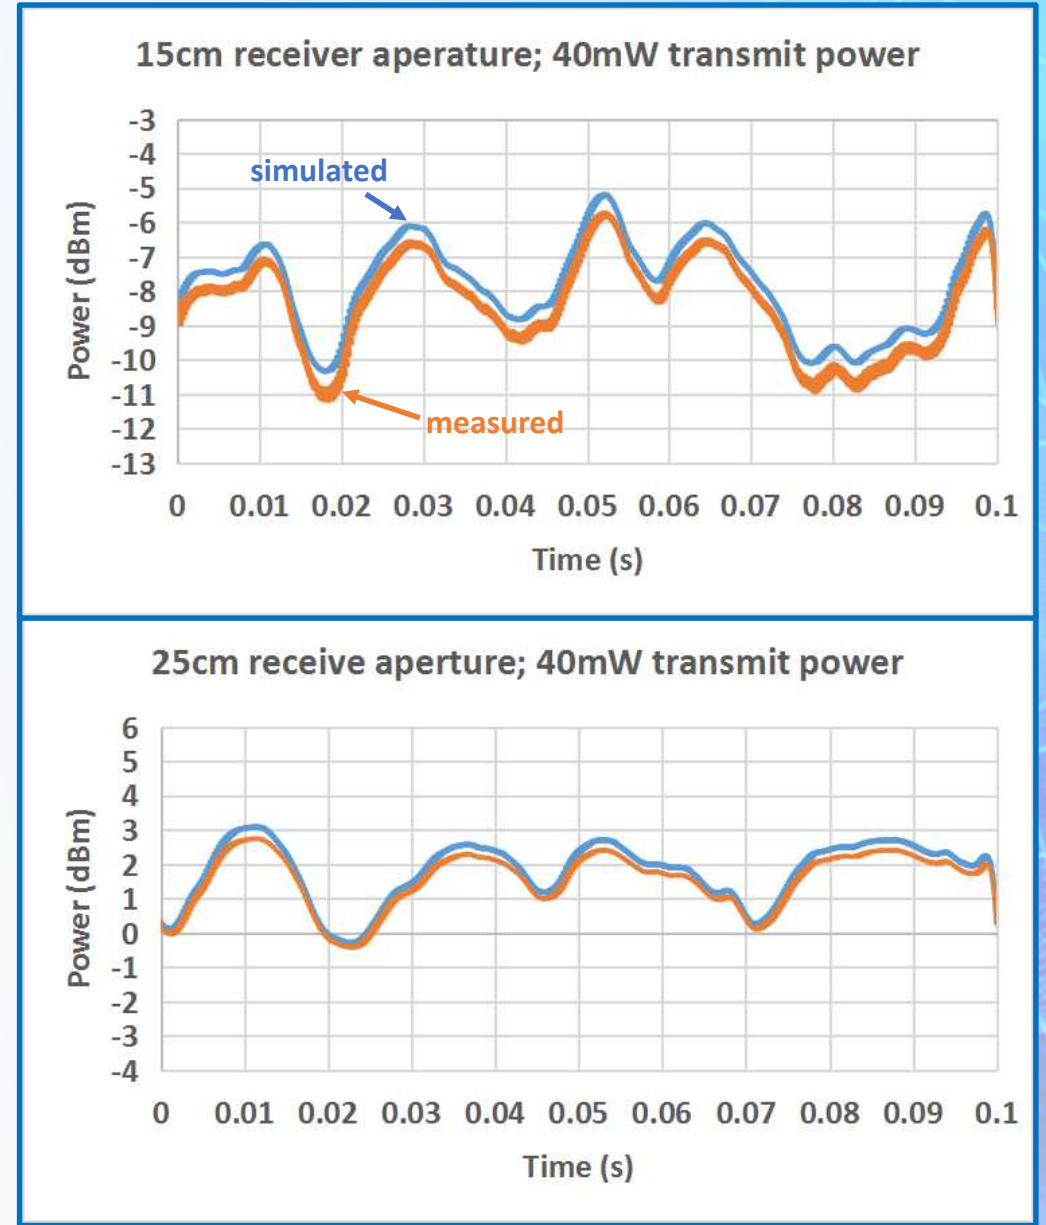 15cm receiver aperature; 40mW transmit power
-3
-4
simulated
-5
-6
-7
-8
-9
-10
-11
measured
-12
-13
Power (dBm)
0 0.01 0.02 0.03 0.04 0.05 0.06 0.07 0.08 0.09 0.1
Time (s)
25cm receive aperture; 40mW transmit power
6
5
4
3
2
1
0
-1
-2
-3
-4
Power (dBm)
0 0.01 0.02 0.03 0.04 0.05 0.06 0.07 0.08 0.09 0.1
Time (s)